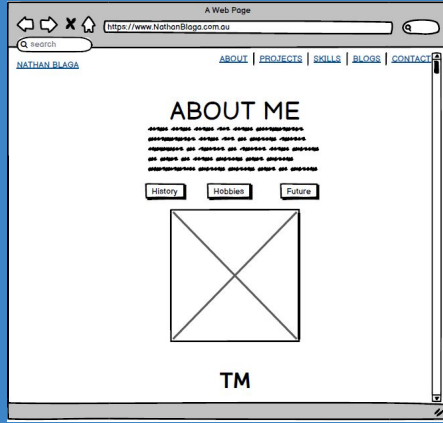 A Web Page
https://www.NathanBlaga.com.au
search
NATHAN BLAGA
ABOUT | PROJECTS | SKILLS | BLOGS | CONTACT
ABOUT ME
History Hobbies Future
TM